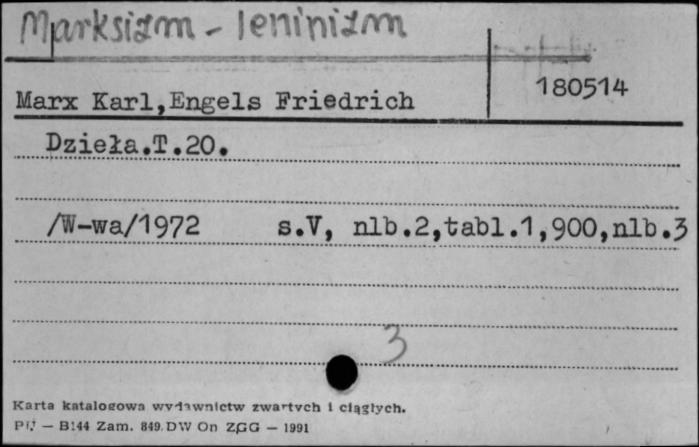 Marksizm - leninizm
180514
Marx Karl,Engels Friedrich
Dzieła.T.20.
/W-wa/1972 s.V, nlb.2,tabl.1,900,nlb.3
3
Karta katalogowa wydawnictw zwartych i ciągłych.
— B144 Zam. 849. DW On ZGG — 1991